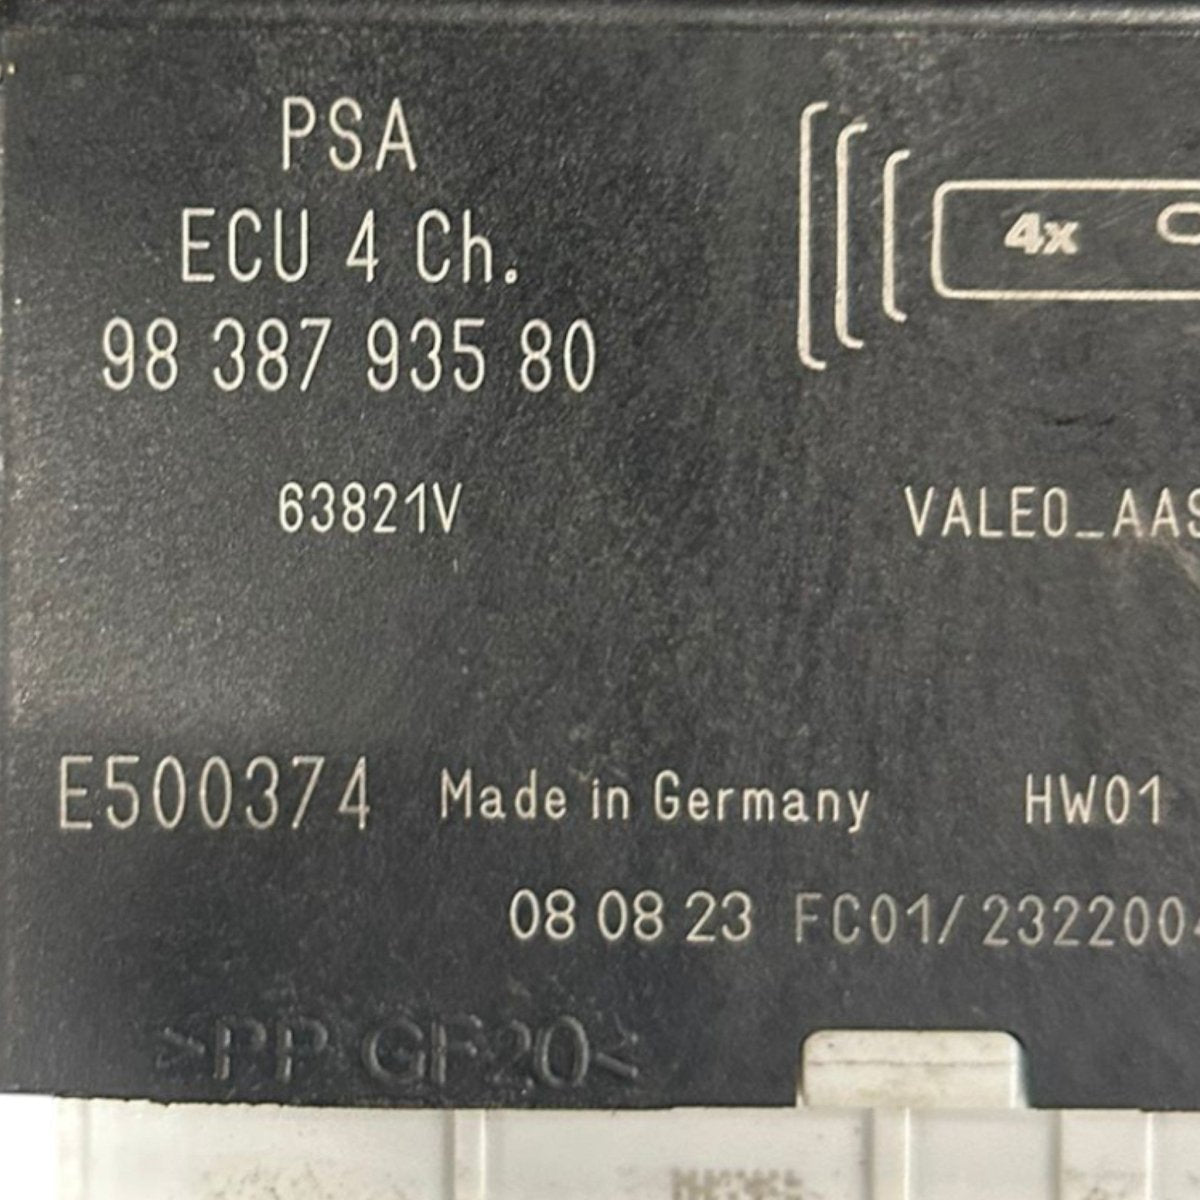 PSA
ECU 4 Ch.
98 387 935 80
4x
63821V
VALEO_AAS
E500374 Made in Germany HW01
08 08 23 FC01/2322004
>PP GF20<